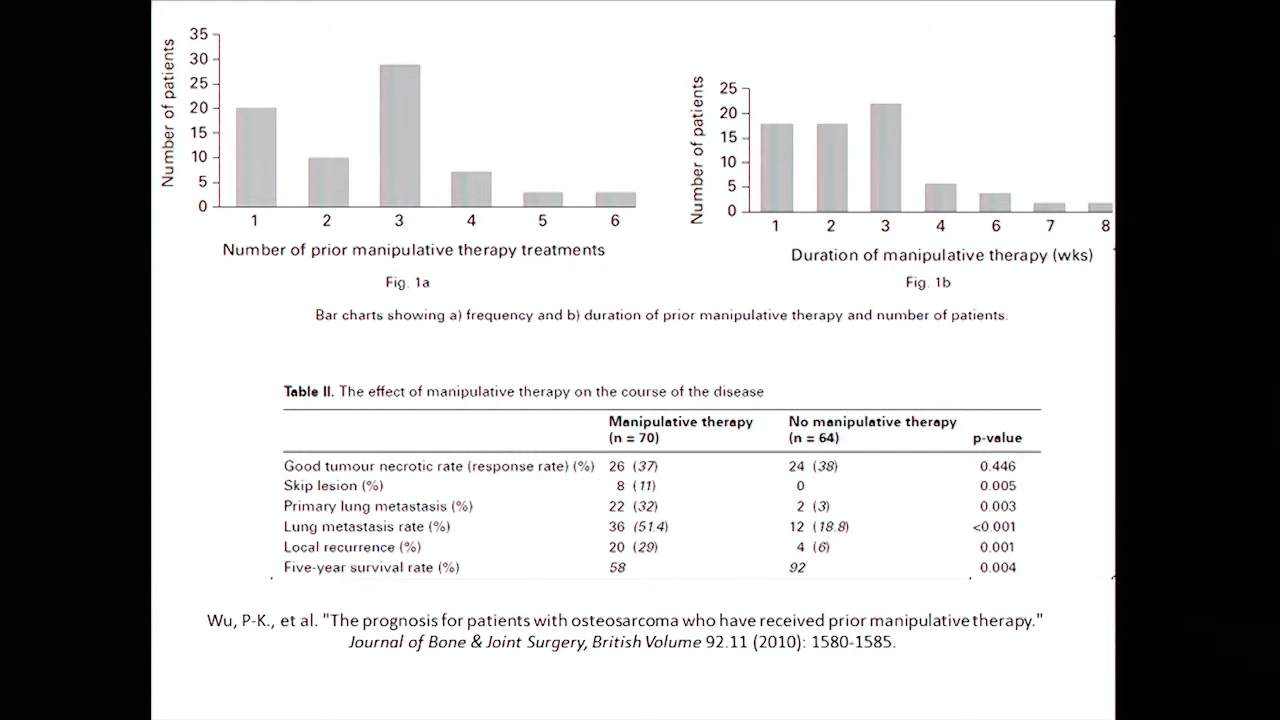 35
30
25
20
15
10
5
0
Number of patients
1 2 3 4 5 6
Number of prior manipulative therapy treatments
Fig. 1a
25
20
15
10
5
0
Number of patients
1 2 3 4 6 7 8
Duration of manipulative therapy (wks)
Fig. 1b
Bar charts showing a) frequency and b) duration of prior manipulative therapy and number of patients.
Table II. The effect of manipulative therapy on the course of the disease
Manipulative therapy No manipulative therapy
(n = 70) (n = 64) p-value
Good tumour necrotic rate (response rate) (%) 26 (37) 24 (38) 0.446
Skip lesion (%) 8 (11) 0 0.005
Primary lung metastasis (%) 22 (32) 2 (3) 0.003
Lung metastasis rate (%) 36 (51.4) 12 (18.8) <0.001
Local recurrence (%) 20 (29) 4 (6) 0.001
Five-year survival rate (%) 58 92 0.004
Wu, P-K., et al. "The prognosis for patients with osteosarcoma who have received prior manipulative therapy."
Journal of Bone & Joint Surgery, British Volume 92.11 (2010): 1580-1585.